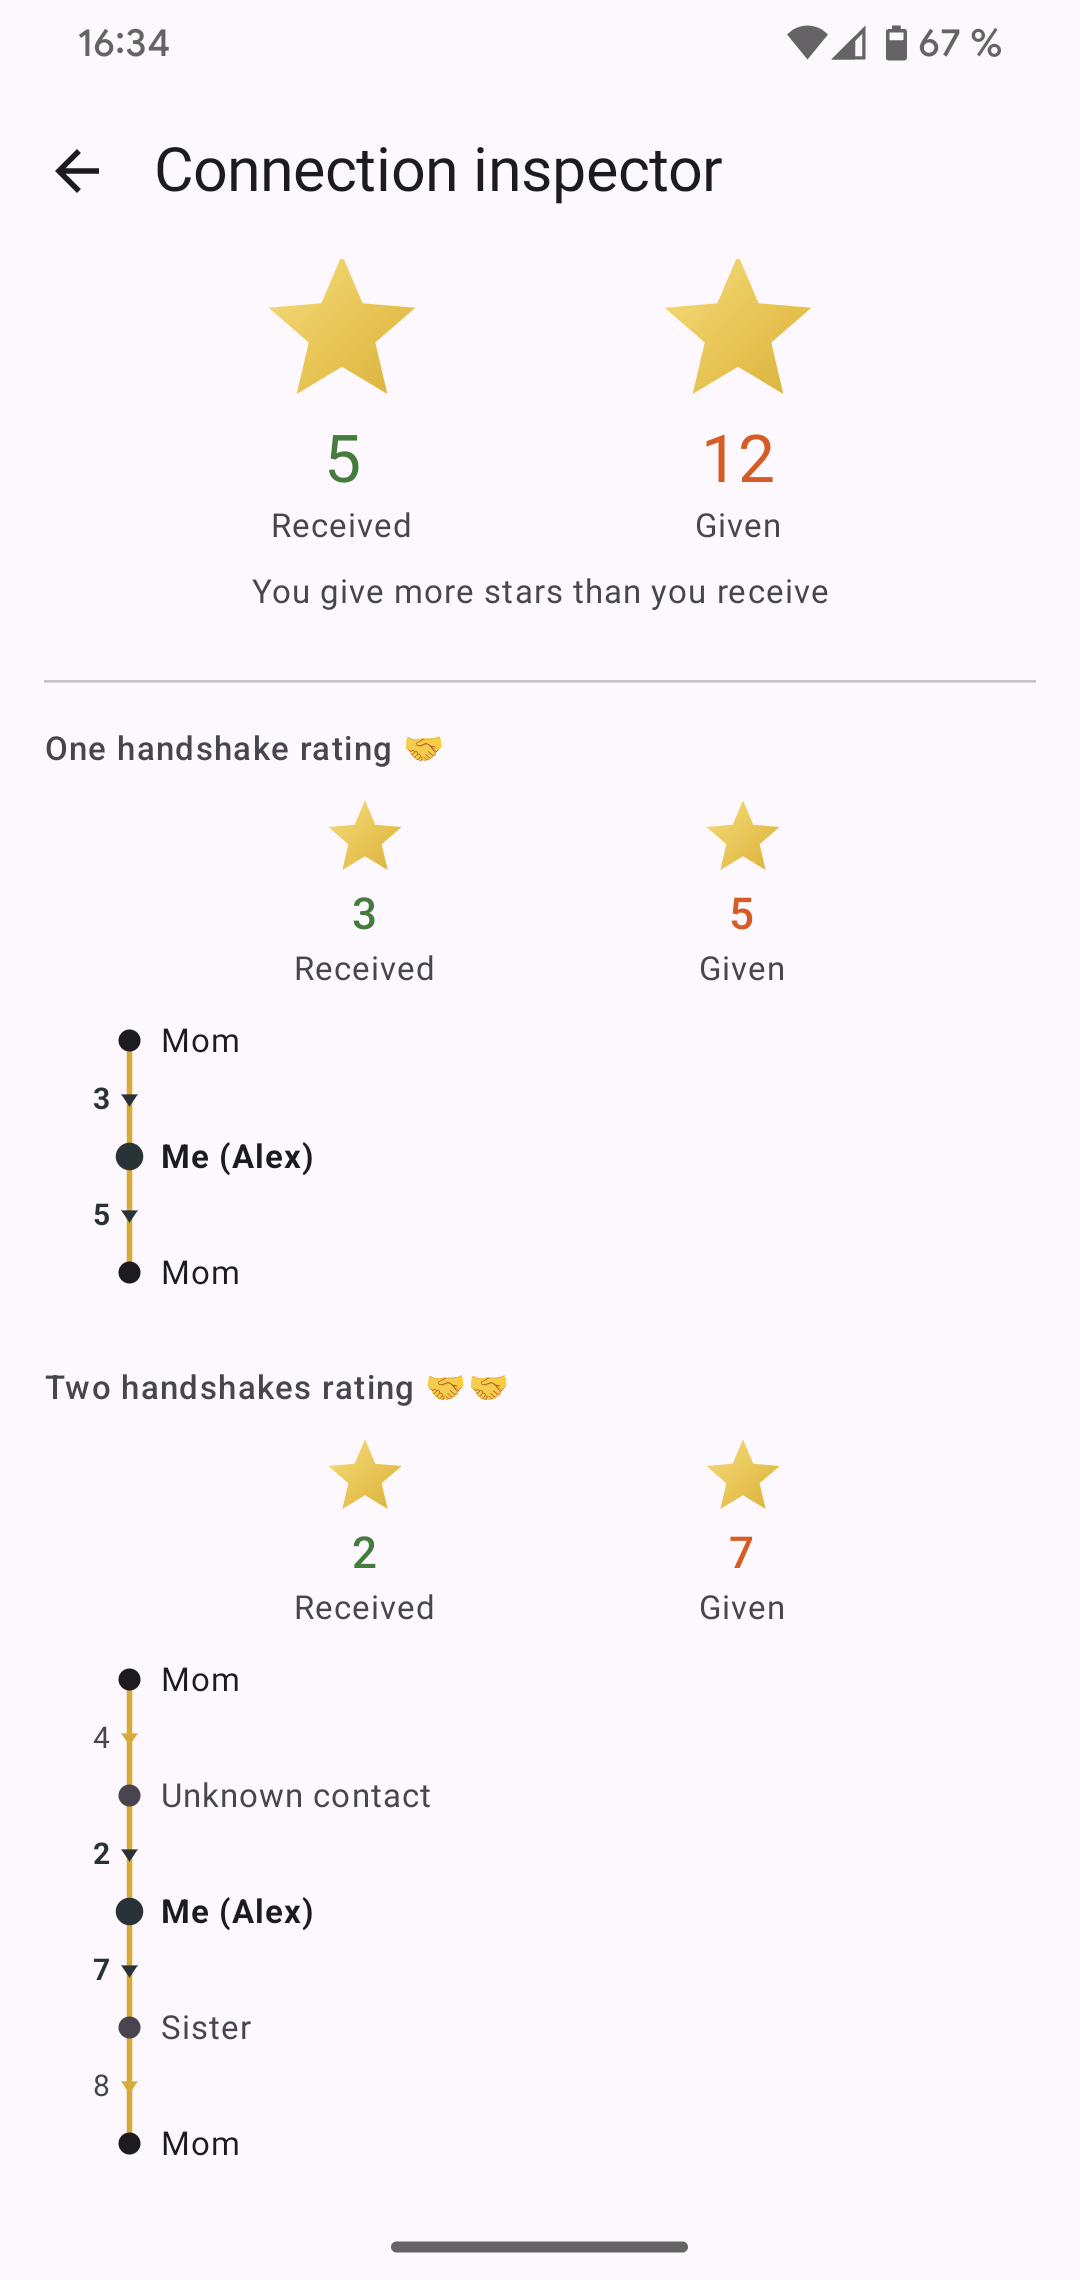 16:34 67 %
Connection inspector
5 12
Received Given
You give more stars than you receive
One handshake rating 🤝
3 5
Received Given
Mom
3
Me (Alex)
5
Mom
Two handshakes rating 🤝🤝
2 7
Received Given
Mom
4
Unknown contact
2
Me (Alex)
7
Sister
8
Mom